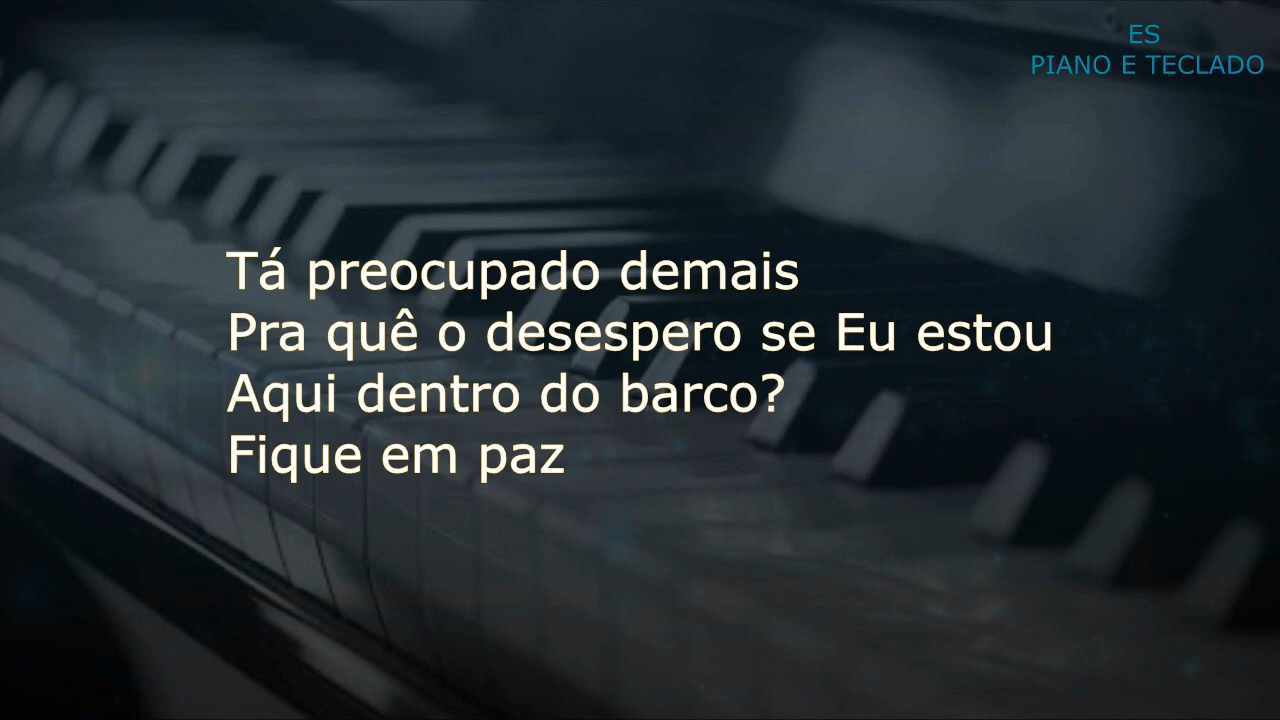 ES
PIANO E TECLADO
Tá preocupado demais
Pra quê o desespero se Eu estou
Aqui dentro do barco?
Fique em paz